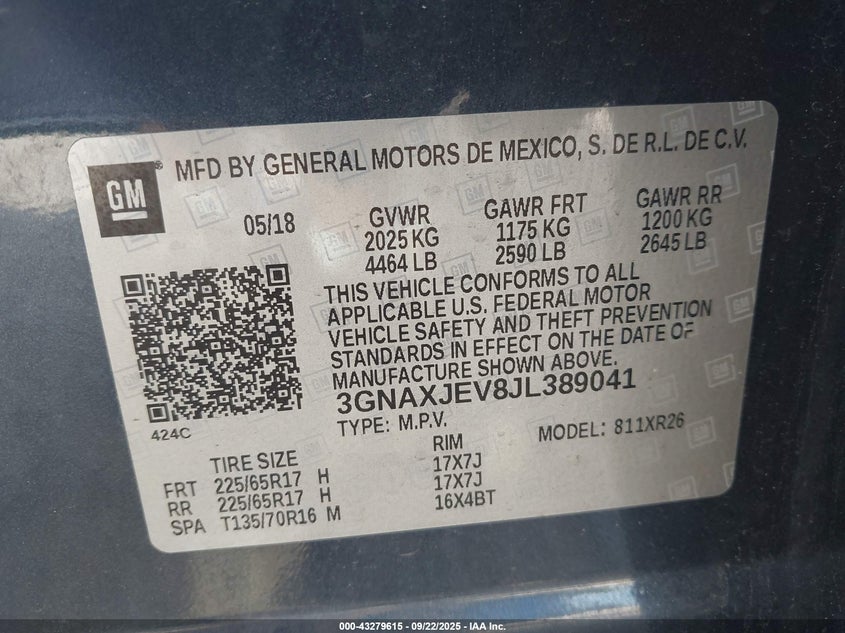 GM
MFD BY GENERAL MOTORS DE MEXICO, S. DE R.L. DE C.V.
05/18
GVWR
2025 KG
4464 LB
GAWR FRT
1175 KG
2590 LB
GAWR RR
1200 KG
2645 LB
THIS VEHICLE CONFORMS TO ALL
APPLICABLE U.S. FEDERAL MOTOR
VEHICLE SAFETY AND THEFT PREVENTION
STANDARDS IN EFFECT ON THE DATE OF
MANUFACTURE SHOWN ABOVE.
3GNAXJEV8JL389041
TYPE: M.P.V.
MODEL: 811XR26
424C
TIRE SIZE RIM
FRT 225/65R17 H 17X7J
RR 225/65R17 H 17X7J
SPA T135/70R16 M 16X4BT
000-43279615 - 09/22/2025 - IAA Inc.